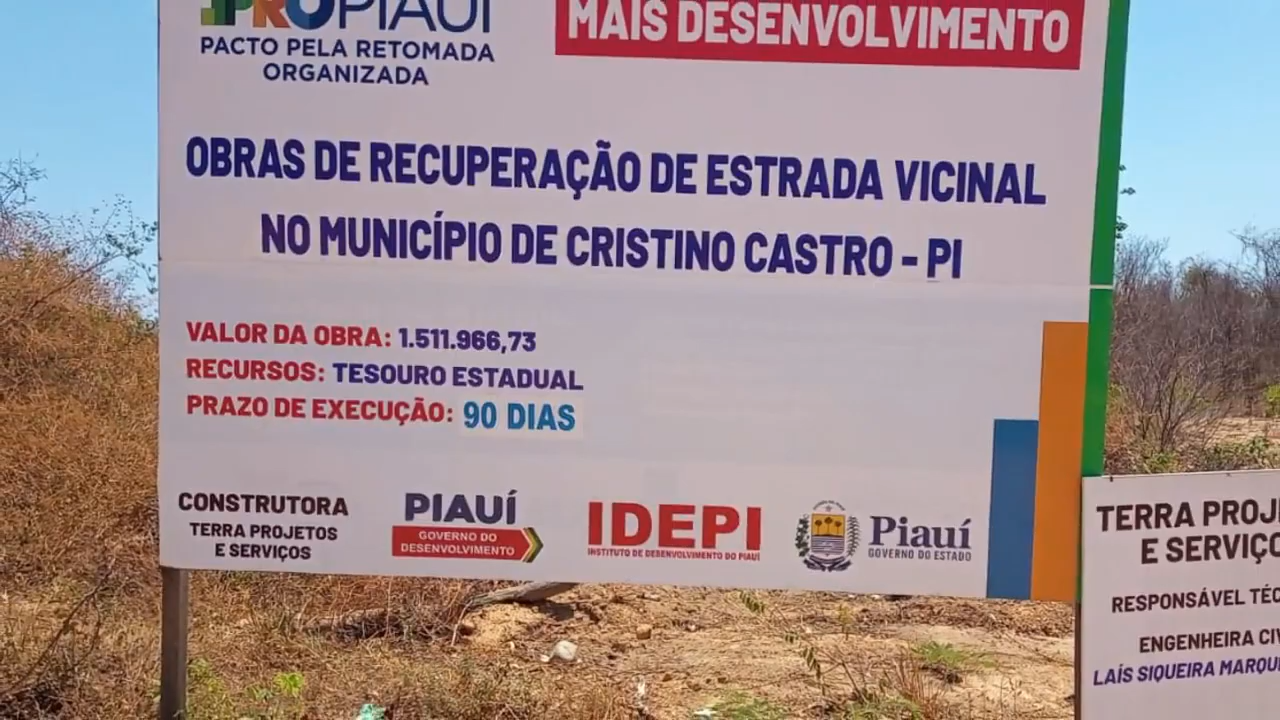 PROPIAUÍ
PACTO PELA RETOMADA
ORGANIZADA
MAIS DESENVOLVIMENTO
OBRAS DE RECUPERAÇÃO DE ESTRADA VICINAL
NO MUNICÍPIO DE CRISTINO CASTRO - PI
VALOR DA OBRA: 1.511.966,73
RECURSOS: TESOURO ESTADUAL
PRAZO DE EXECUÇÃO: 90 DIAS
CONSTRUTORA
TERRA PROJETOS
E SERVIÇOS
PIAUÍ
GOVERNO DO
DESENVOLVIMENTO
IDEPI
INSTITUTO DE DESENVOLVIMENTO DO PIAUÍ
Piauí
GOVERNO DO ESTADO
TERRA PROJE
E SERVIÇO
RESPONSÁVEL TÉC
ENGENHEIRA CIV
LAÍS SIQUEIRA MARQUE